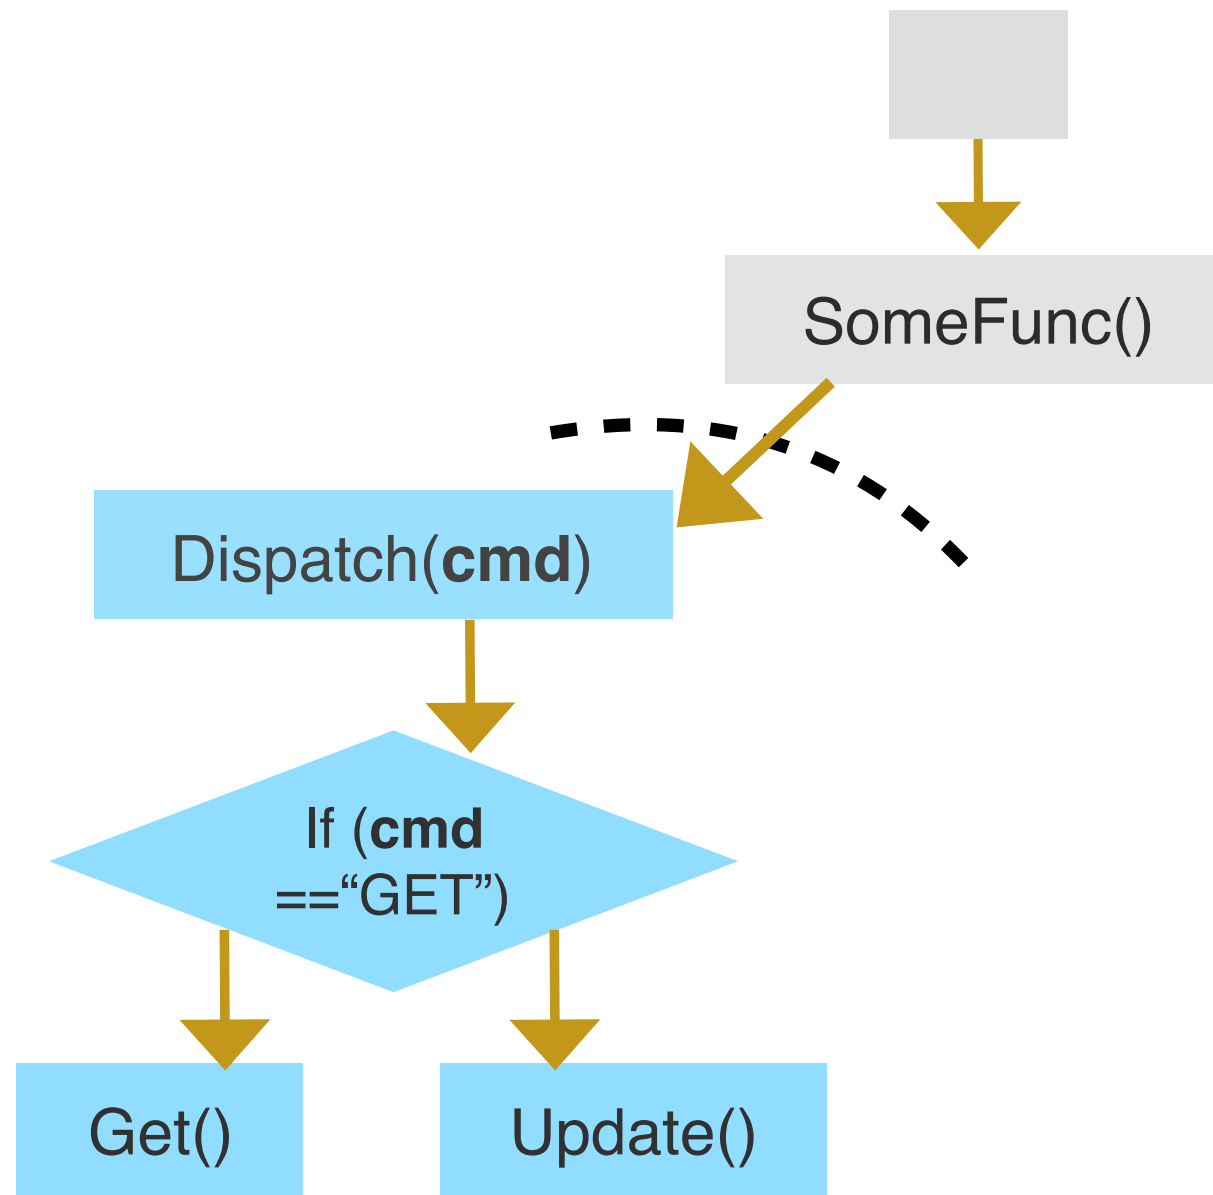 SomeFunc()
Dispatch(cmd)
If (cmd
==“GET”)
Get()
Update()